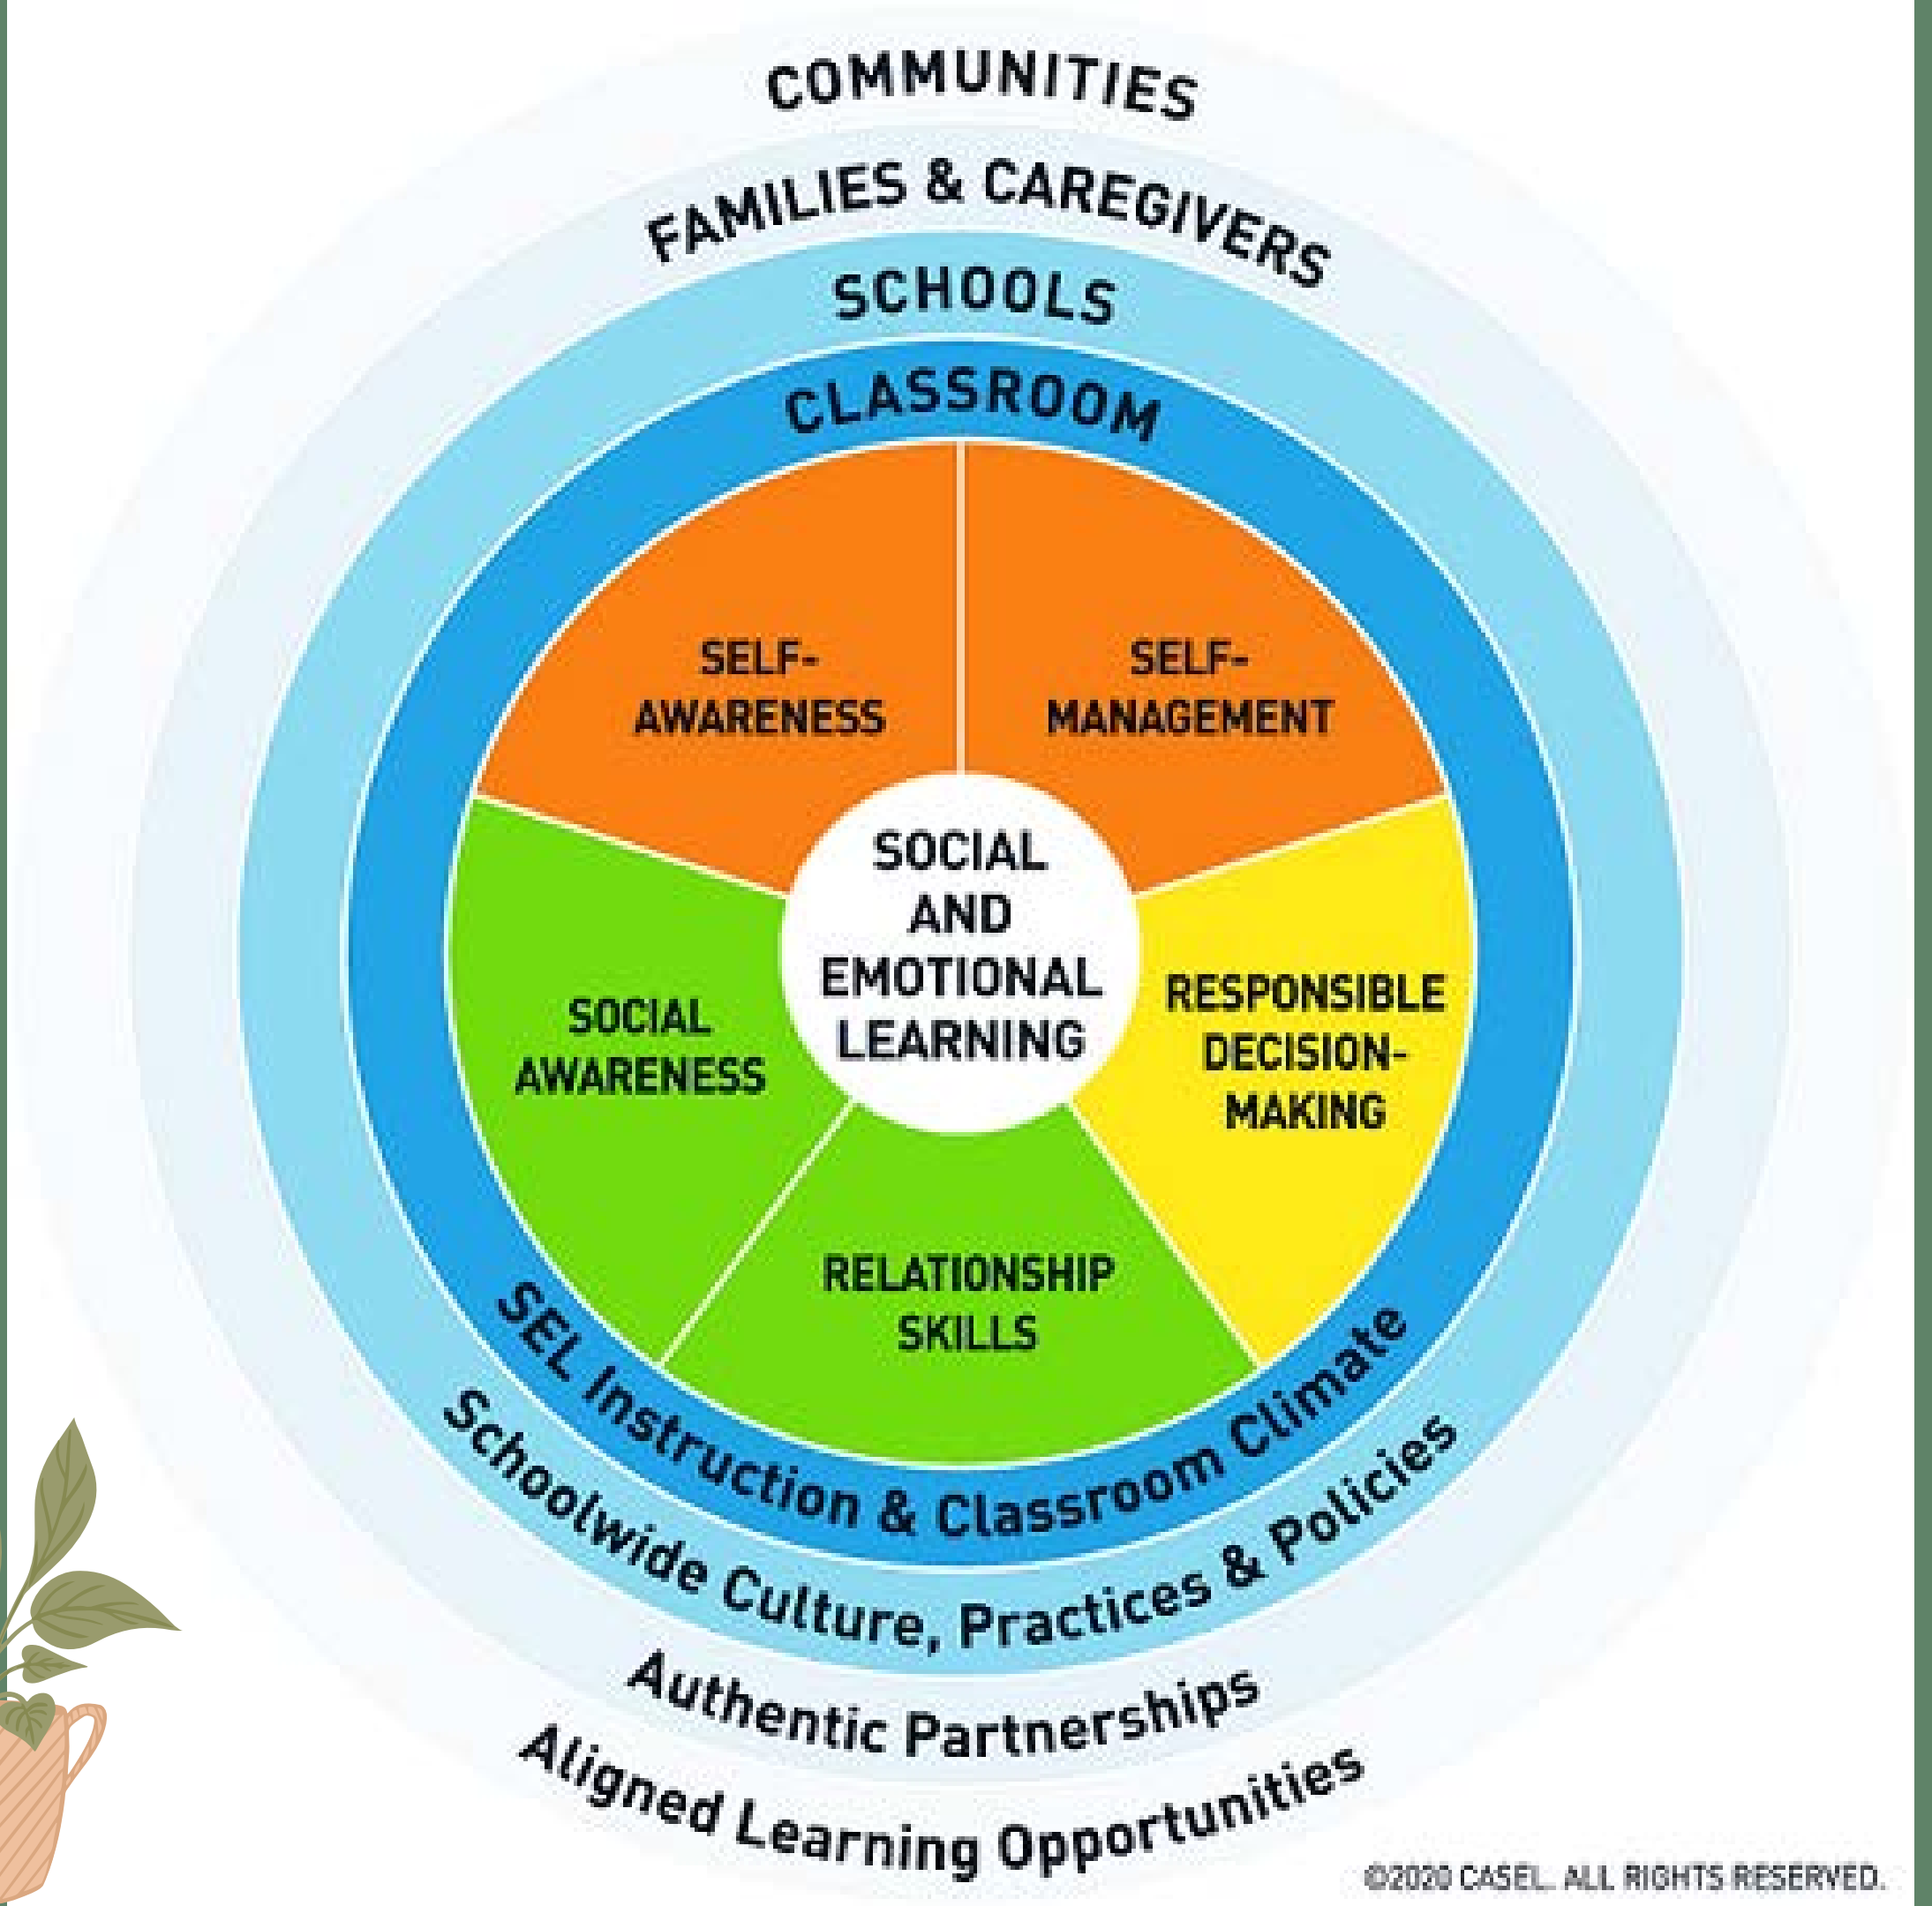 COMMUNITIES
FAMILIES & CAREGIVERS
SCHOOLS
CLASSROOM
SELF-
AWARENESS
SELF-
MANAGEMENT
SOCIAL
AND
EMOTIONAL
LEARNING
SOCIAL
AWARENESS
RESPONSIBLE
DECISION-
MAKING
RELATIONSHIP
SKILLS
SEL Instruction & Classroom Climate
Schoolwide Culture, Practices & Policies
Authentic Partnerships
Aligned Learning Opportunities
©2020 CASEL. ALL RIGHTS RESERVED.